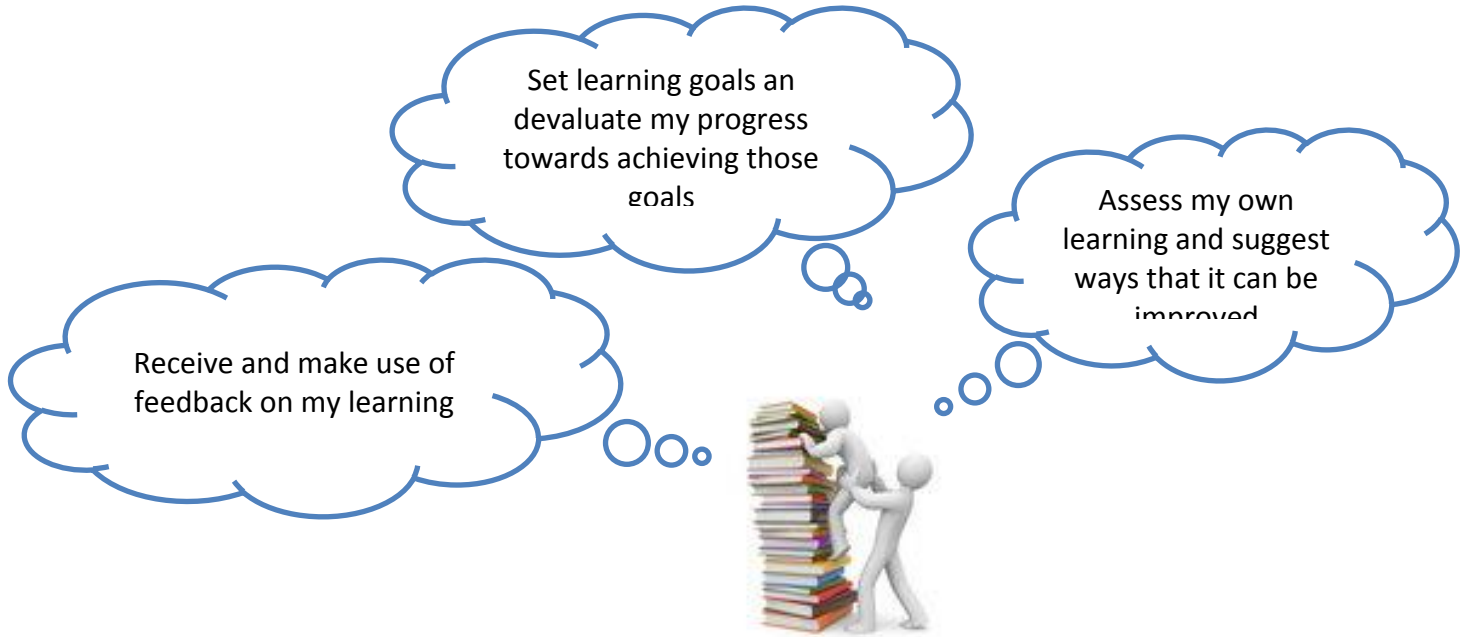 Set learning goals an
devaluate my progress
towards achieving those
goals
Assess my own
learning and suggest
ways that it can be
improved
Receive and make use of
feedback on my learning